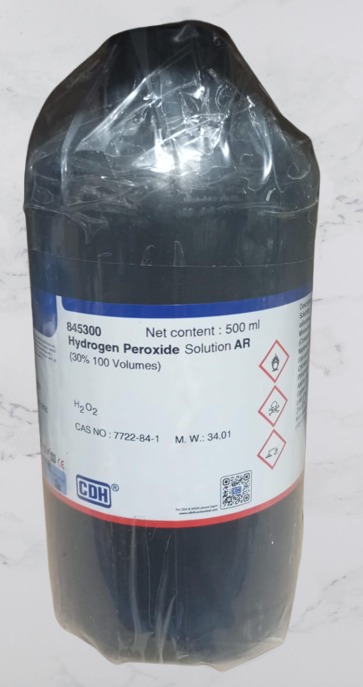 845300 Net content : 500 ml
Hydrogen Peroxide Solution AR
(30% 100 Volumes)
H2O2
CAS NO : 7722-84-1 M. W.: 34.01
CDH®